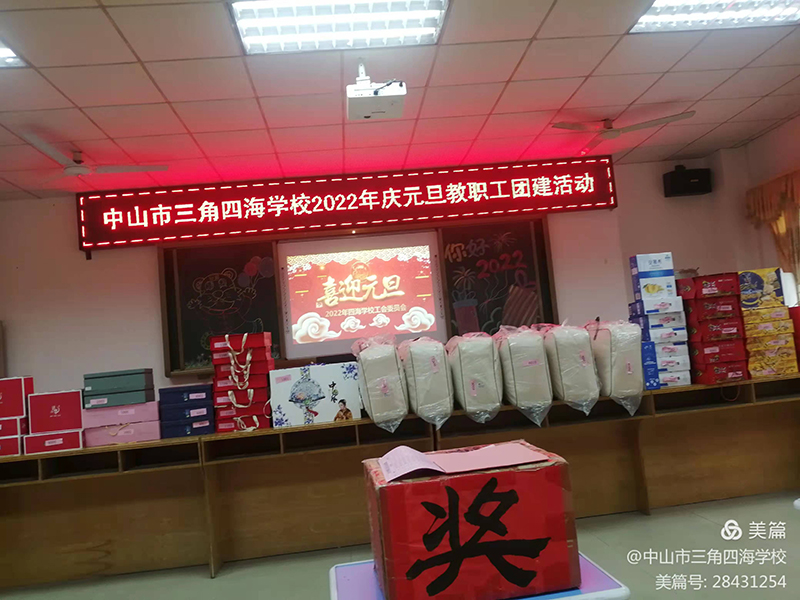 中山市三角四海学校2022年庆元旦教职工团建活动
喜迎元旦
2022年四海学校工会委员会
你好
2022
奖
美篇
@中山市三角四海学校
美篇号: 28431254